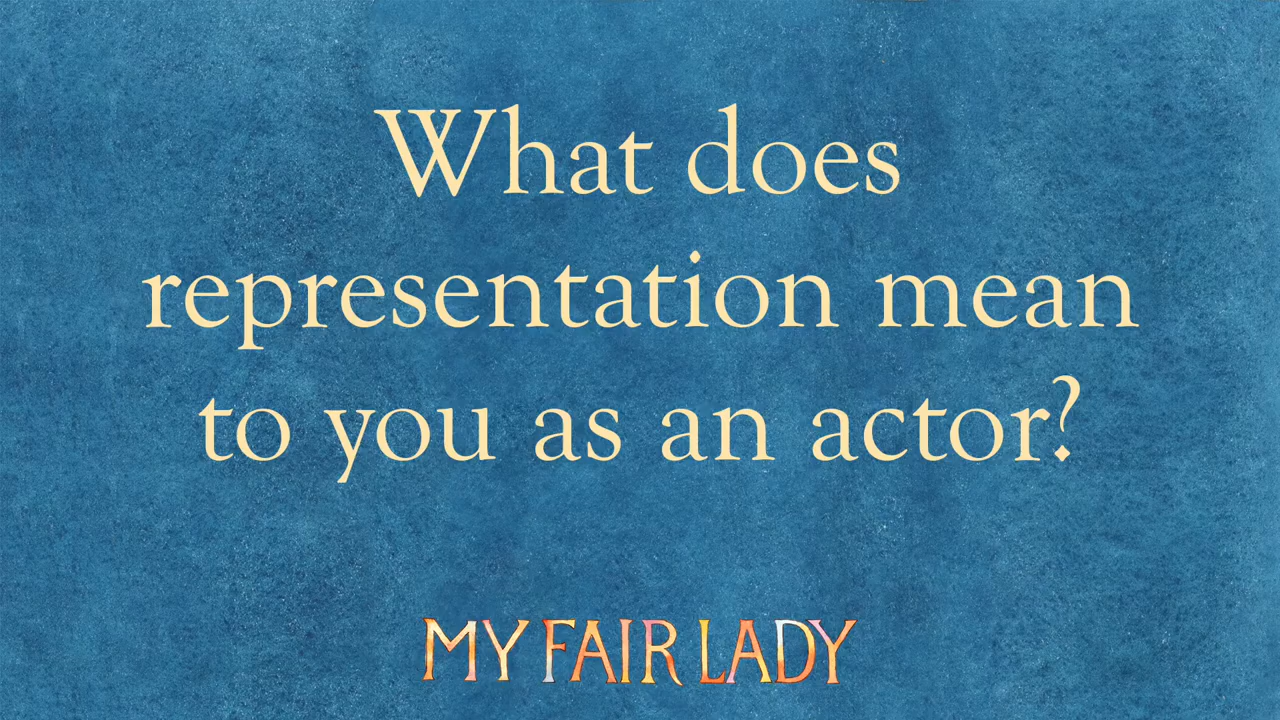 What does
representation mean
to you as an actor?
MY FAIR LADY